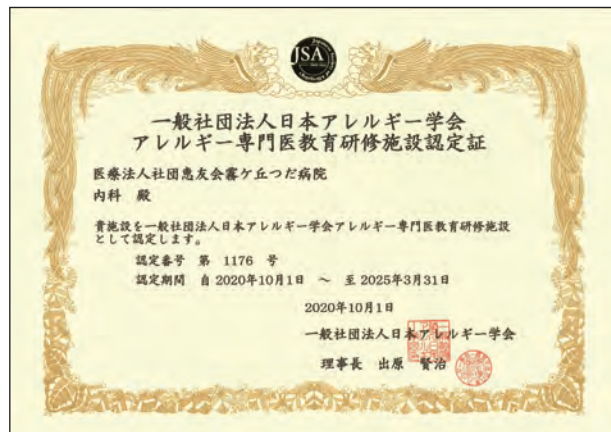 JSA
一般社団法人日本アレルギー学会
アレルギー専門医教育研修施設認定証
医療法人社団恵友会霧ケ丘つだ病院
内科 殿
貴施設を一般社団法人日本アレルギー学会アレルギー専門医教育研修施設
として認定します。
認定番号 第 1176 号
認定期間 自 2020年10月1日 ~ 至 2025年3月31日
2020年10月1日
一般社団法人日本アレルギー学会
理事長 出原 賢治